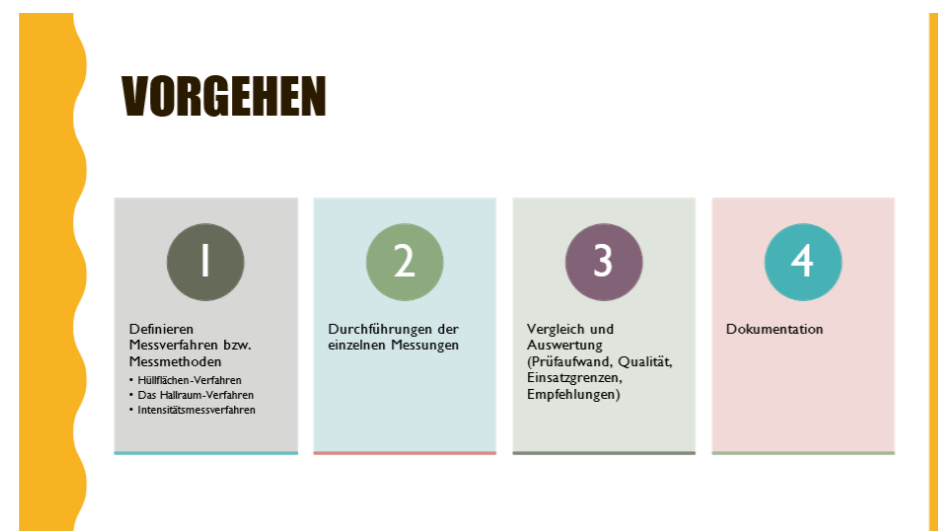 VORGEHEN
1
Definieren
Messverfahren bzw.
Messmethoden
• Hüllflächen-Verfahren
• Das Hallraum-Verfahren
• Intensitätsmessverfahren
2
Durchführungen der
einzelnen Messungen
3
Vergleich und
Auswertung
(Prüfaufwand, Qualität,
Einsatzgrenzen,
Empfehlungen)
4
Dokumentation